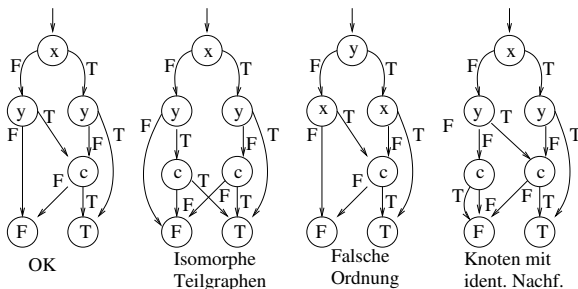 x
F T
y y
F T F T
c
F T
F T
OK
x
F T
y y
F T F T
c c
T F F T
F T
Isomorphe
Teilgraphen
y
F T
x x
F T F T
c
F T
F T
Falsche
Ordnung
x
F T
y y
F T F T
c c
T F F T
F T
Knoten mit
ident. Nachf.